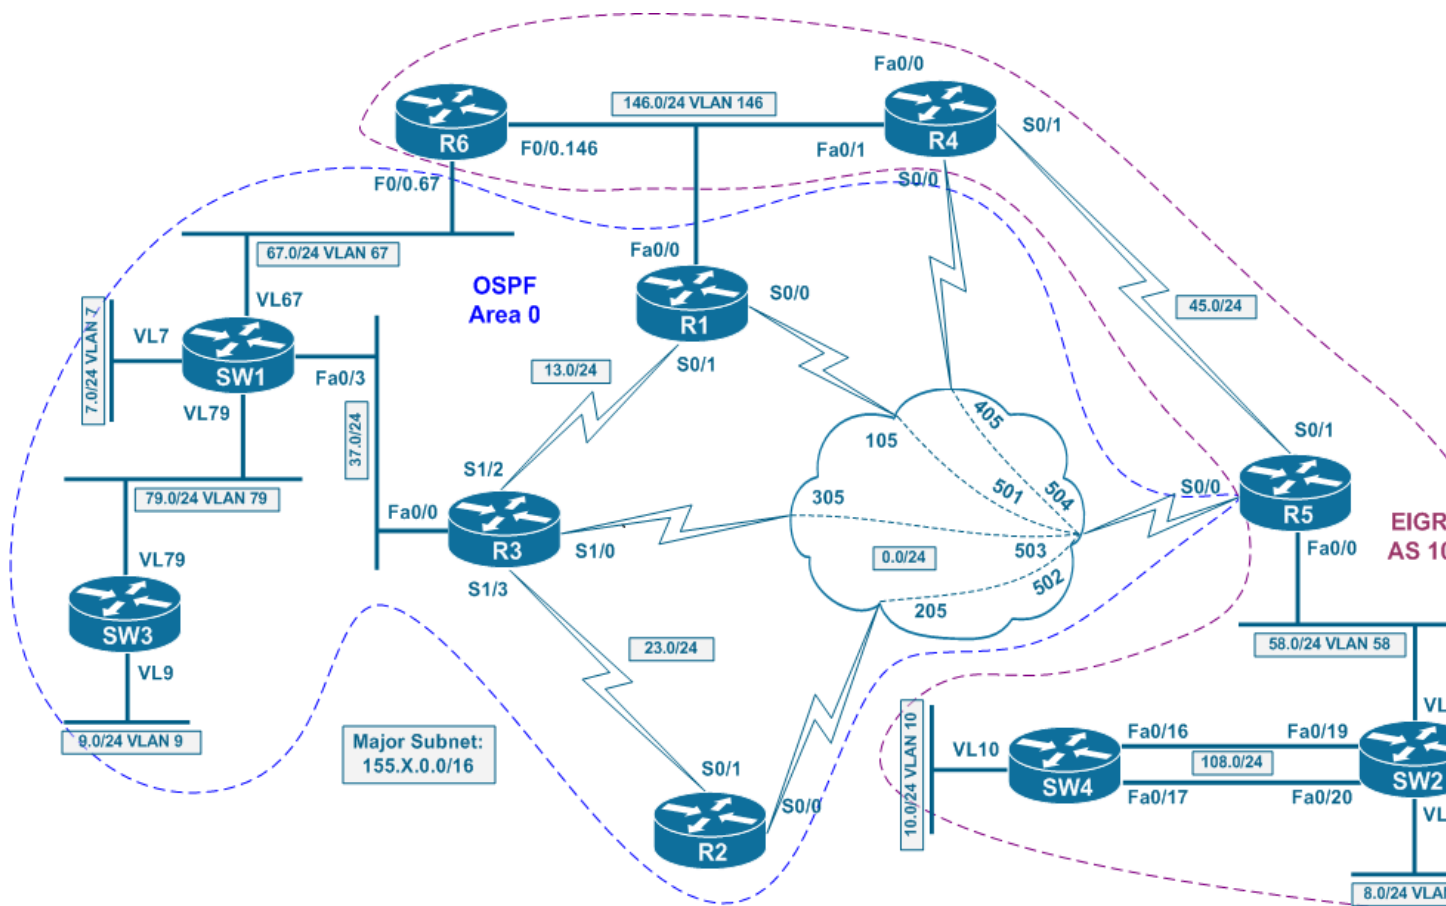 Fa0/0
146.0/24 VLAN 146
S0/1
R6
R4
F0/0.146
Fa0/1
F0/0.67
S0/0
67.0/24 VLAN 67
Fa0/0
OSPF
Area 0
VL67
S0/0
45.0/24
7.0/24 VLAN 7
VL7
R1
SW1
Fa0/3
S0/1
13.0/24
VL79
405
105
S0/1
37.0/24
S1/2
79.0/24 VLAN 79
305
501
504
S0/0
Fa0/0
R5
EIGR
AS 10
R3
S1/0
0.0/24
503
Fa0/0
VL79
S1/3
502
205
SW3
23.0/24
58.0/24 VLAN 58
VL9
9.0/24 VLAN 9
Major Subnet:
155.X.0.0/16
VL
10.0/24 VLAN 10
VL10
Fa0/16
Fa0/19
108.0/24
SW4
SW2
S0/1
Fa0/17
Fa0/20
S0/0
VL
R2
8.0/24 VLAN